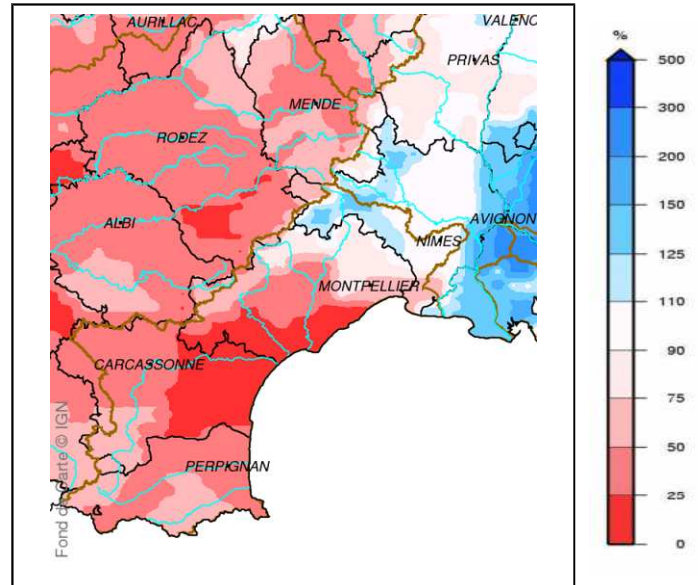 AURILLAC
VALENC
PRIVAS
MENDE
RODEZ
ALBI
AVIGNON
NIMES
MONTPELLIER
CARCASSONNE
PERPIGNAN
Fond de carte © IGN
%
500
300
200
150
125
110
90
75
50
25
0